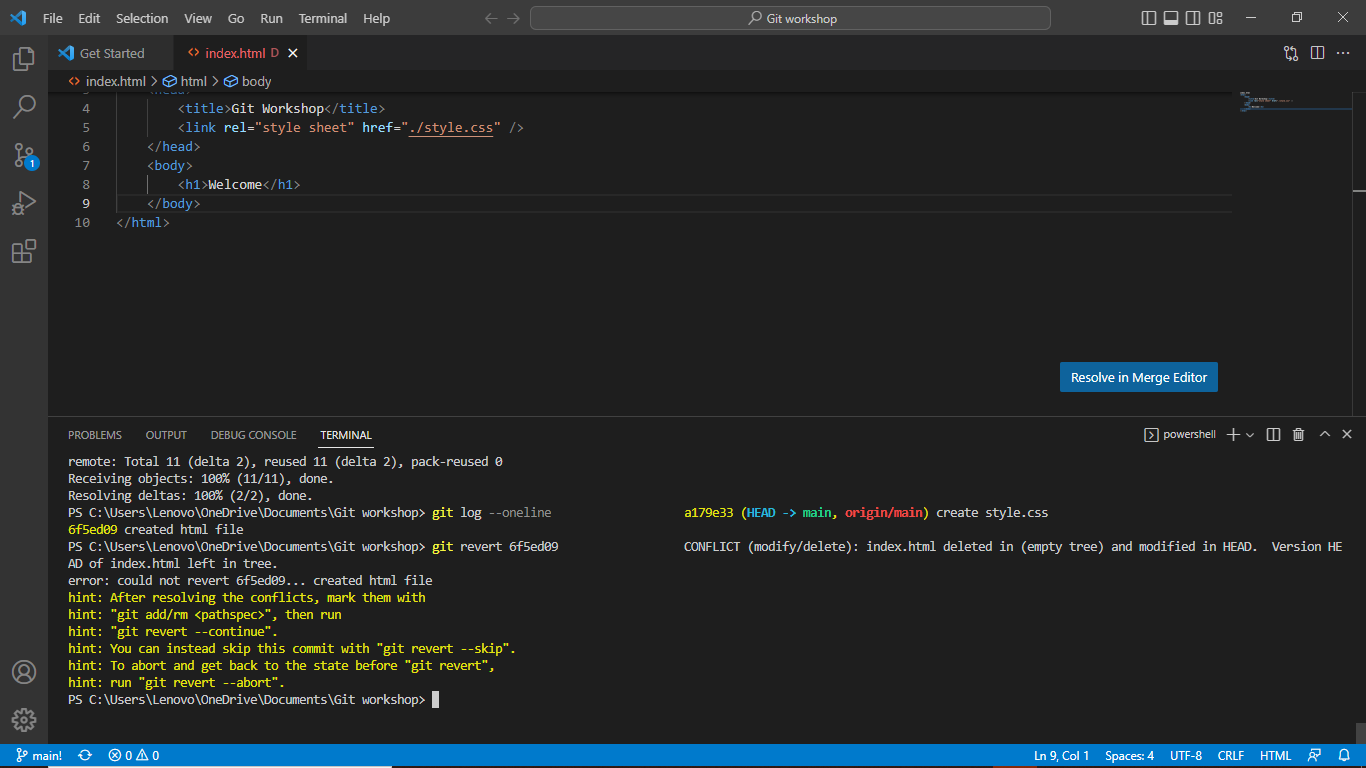 File Edit Selection View Go Run Terminal Help
Git workshop
Get Started
index.html D
index.html > html > body
4 <title>Git Workshop</title>
5 <link rel="style sheet" href="./style.css" />
6 </head>
7 <body>
8 <h1>Welcome</h1>
9 </body>
10 </html>
1
Resolve in Merge Editor
PROBLEMS OUTPUT DEBUG CONSOLE TERMINAL
powershell
remote: Total 11 (delta 2), reused 11 (delta 2), pack-reused 0
Receiving objects: 100% (11/11), done.
Resolving deltas: 100% (2/2), done.
PS C:\Users\Lenovo\OneDrive\Documents\Git workshop> git log --oneline a179e33 (HEAD -> main, origin/main) create style.css
6f5ed09 created html file
PS C:\Users\Lenovo\OneDrive\Documents\Git workshop> git revert 6f5ed09 CONFLICT (modify/delete): index.html deleted in (empty tree) and modified in HEAD. Version HE
AD of index.html left in tree.
error: could not revert 6f5ed09... created html file
hint: After resolving the conflicts, mark them with
hint: "git add/rm <pathspec>", then run
hint: "git revert --continue".
hint: You can instead skip this commit with "git revert --skip".
hint: To abort and get back to the state before "git revert",
hint: run "git revert --abort".
PS C:\Users\Lenovo\OneDrive\Documents\Git workshop>
main! 0 0 Ln 9, Col 1 Spaces: 4 UTF-8 CRLF HTML